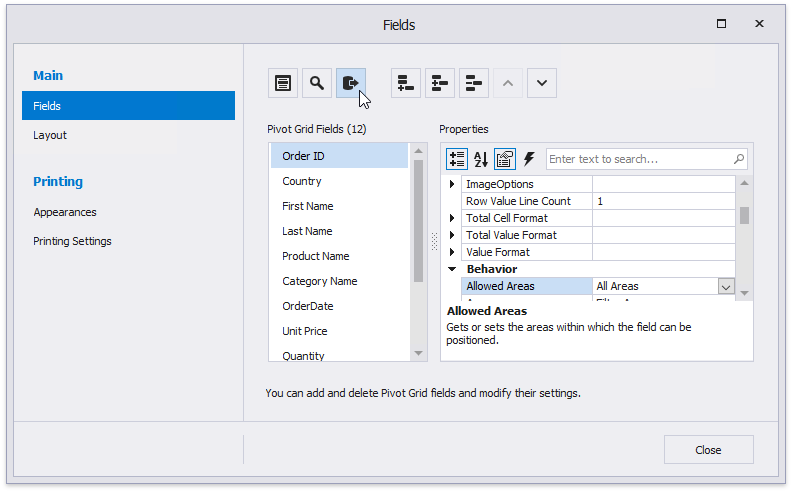 Fields
Main
Fields
Layout
Printing
Appearances
Printing Settings
Pivot Grid Fields (12)
Order ID
Country
First Name
Last Name
Product Name
Category Name
OrderDate
Unit Price
Quantity
Properties
Enter text to search...
ImageOptions
Row Value Line Count 1
Total Cell Format
Total Value Format
Value Format
Behavior
Allowed Areas All Areas
Allowed Areas
Gets or sets the areas within which the field can be
positioned.
You can add and delete Pivot Grid fields and modify their settings.
Close